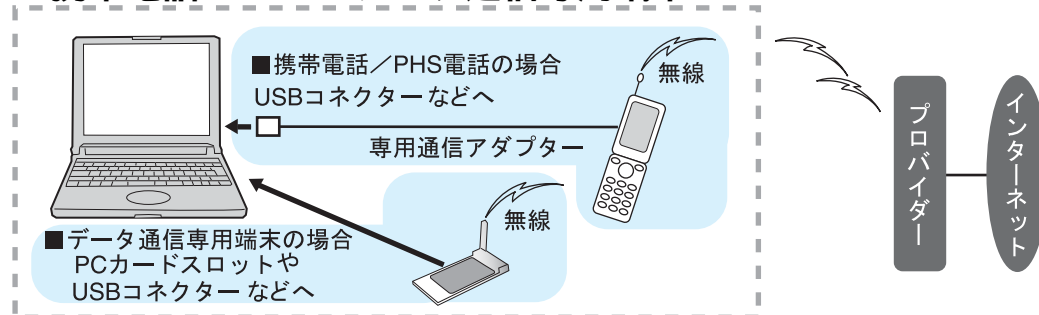 ■携帯電話/PHS電話の場合
USBコネクターなどへ
無線
専用通信アダプター
無線
■データ通信専用端末の場合
PCカードスロットや
USBコネクターなどへ
プロバイダー
インターネット